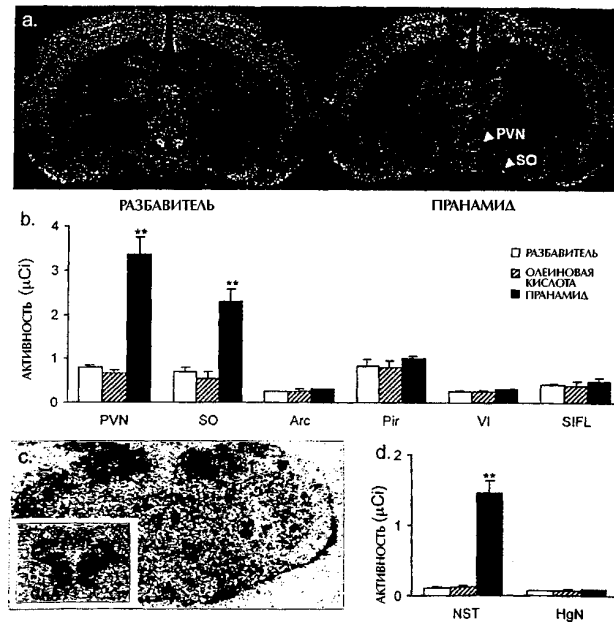 a.
PVN
SO
РАЗБАВИТЕЛЬ
ПРАНАМИД
b.
АКТИВНОСТЬ (μCi)
4
3
2
1
0
**
**
РАЗБАВИТЕЛЬ
ОЛЕИНОВАЯ
КИСЛОТА
ПРАНАМИД
PVN
SO
Arc
Pir
VI
SIFL
c.
d.
АКТИВНОСТЬ (μCi)
2
1
0
**
NST
HgN